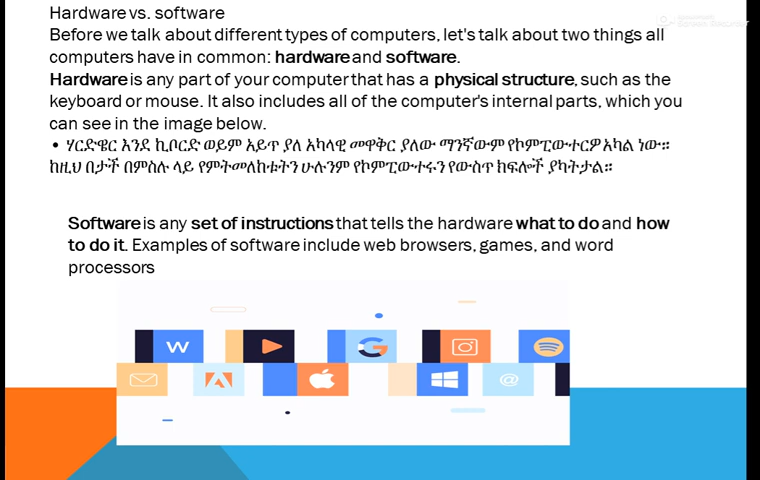 Hardware vs. software
Before we talk about different types of computers, let's talk about two things all
computers have in common: hardware and software.
Hardware is any part of your computer that has a physical structure, such as the
keyboard or mouse. It also includes all of the computer's internal parts, which you
can see in the image below.
• ሃርድዌር እንደ ኪቦርድ ወይም አይጥ ያለ አካላዊ መዋቅር ያለው ማንኛውም የኮምፒውተርዎ አካል ነው።
ከዚህ በታች በምስሉ ላይ የምትመለከቱትን ሁሉንም የኮምፒውተሩን የውስጥ ክፍሎች ያካትታል።
Software is any set of instructions that tells the hardware what to do and how
to do it. Examples of software include web browsers, games, and word
processors
W
G
@